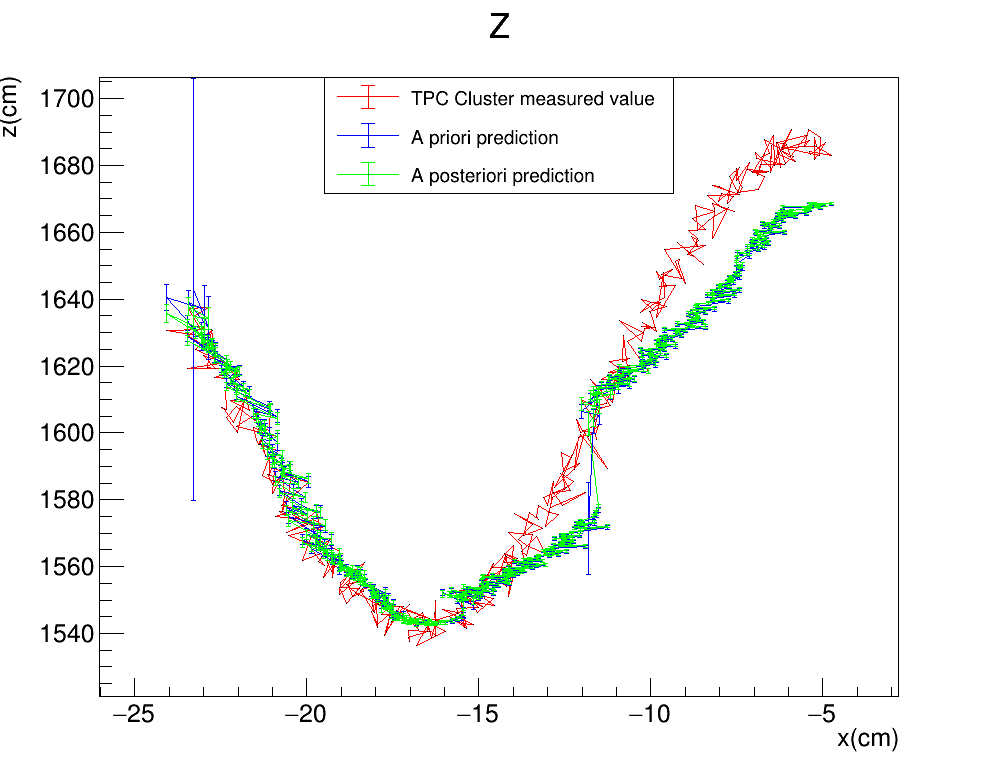 Z
z(cm)
1700
1680
1660
1640
1620
1600
1580
1560
1540
TPC Cluster measured value
A priori prediction
A posteriori prediction
−25
−20
−15
−10
−5
x(cm)